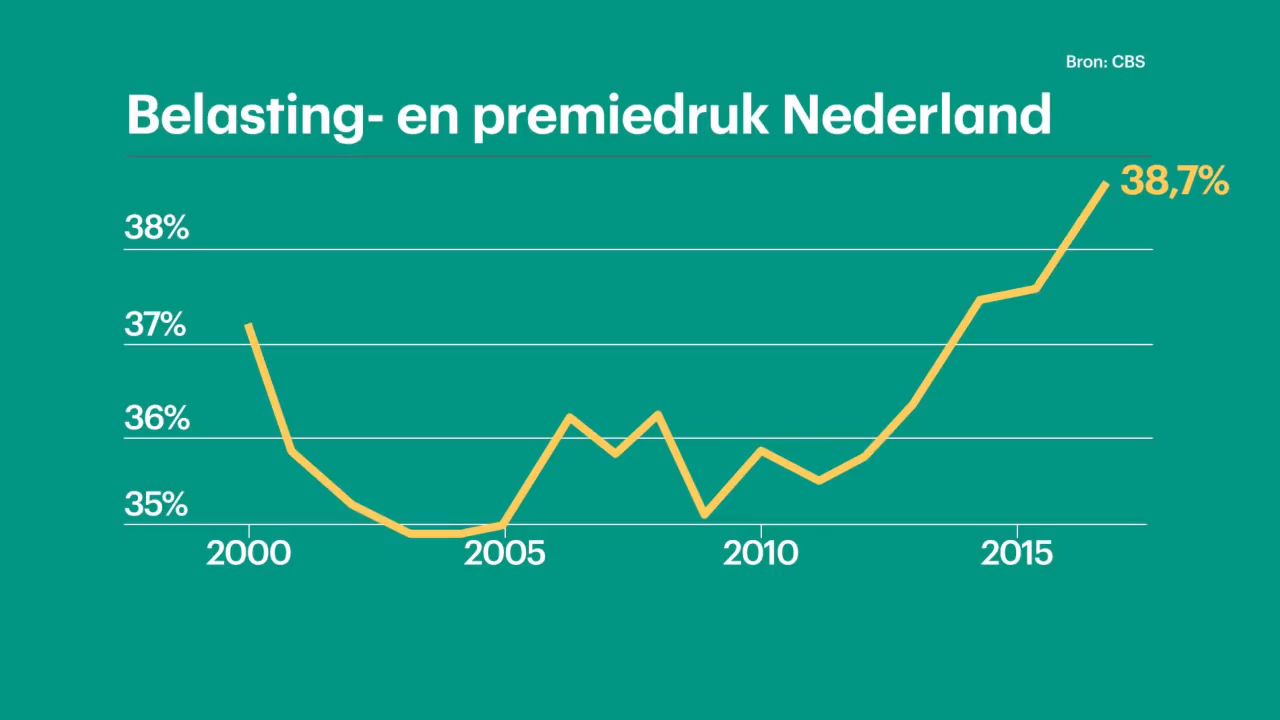 Bron: CBS
Belasting- en premiedruk Nederland
38,7%
38%
37%
36%
35%
2000 2005 2010 2015